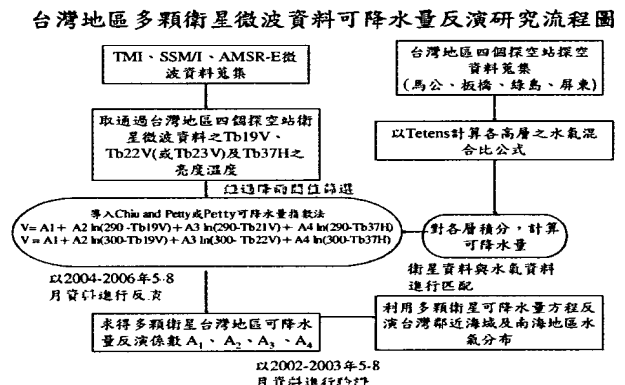 台灣地區多顆衛星微波資料可降水量反演研究流程圖
TMI、SSM/I、AMSR-E微
波資料蒐集
台灣地區四個探空站探空
資料蒐集
(馬公、板橋、綠島、屏東)
取通過台灣地區四個探空站衛
星微波資料之Tb19V、
Tb22V(或Tb23V)及Tb37H之
亮度溫度
以Tetens計算各高層之水氣混
合比公式
導入Chiu and Petty或Petty可降水量指數法
V= A1+ A2 ln(290 -Tb19V)+ A3 ln(290-Tb21V)+ A4 ln(290-Tb37H)
V = A1+ A2 ln(300-Tb19V)+ A3 ln(300- Tb22V)+ A4 ln(300-Tb37H)
對各層積分，計算
可降水量
衛星資料與水氣資料
進行匹配
以2004-2006年5-8
月資料進行反演
求得多顆衛星台灣地區可降水
量反演係數 A₁、A₂、A₃、A₄
利用多顆衛星可降水量方程反
演台灣鄰近海域及南海地區水
氣分布
以2002-2003年5-8
月資料進行